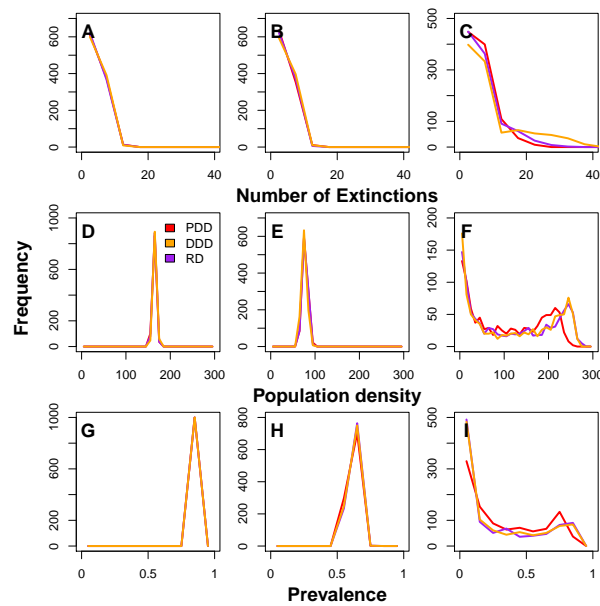 A
B
C
0 200 400 600
0 200 400 600
0 100 300 500
0 20 40
0 20 40
0 20 40
Number of Extinctions
Frequency
D
E
F
PDD
DDD
RD
0 200 600 1000
0 200 400 600
0 50 100 150 200
0 100 200 300
0 100 200 300
0 50 100 150 200 250 300
Population density
G
H
I
0 200 400 600 1000
0 200 400 600 800
0 100 300 500
0 0.5 1
0 0.5 1
0 0.5 1
Prevalence